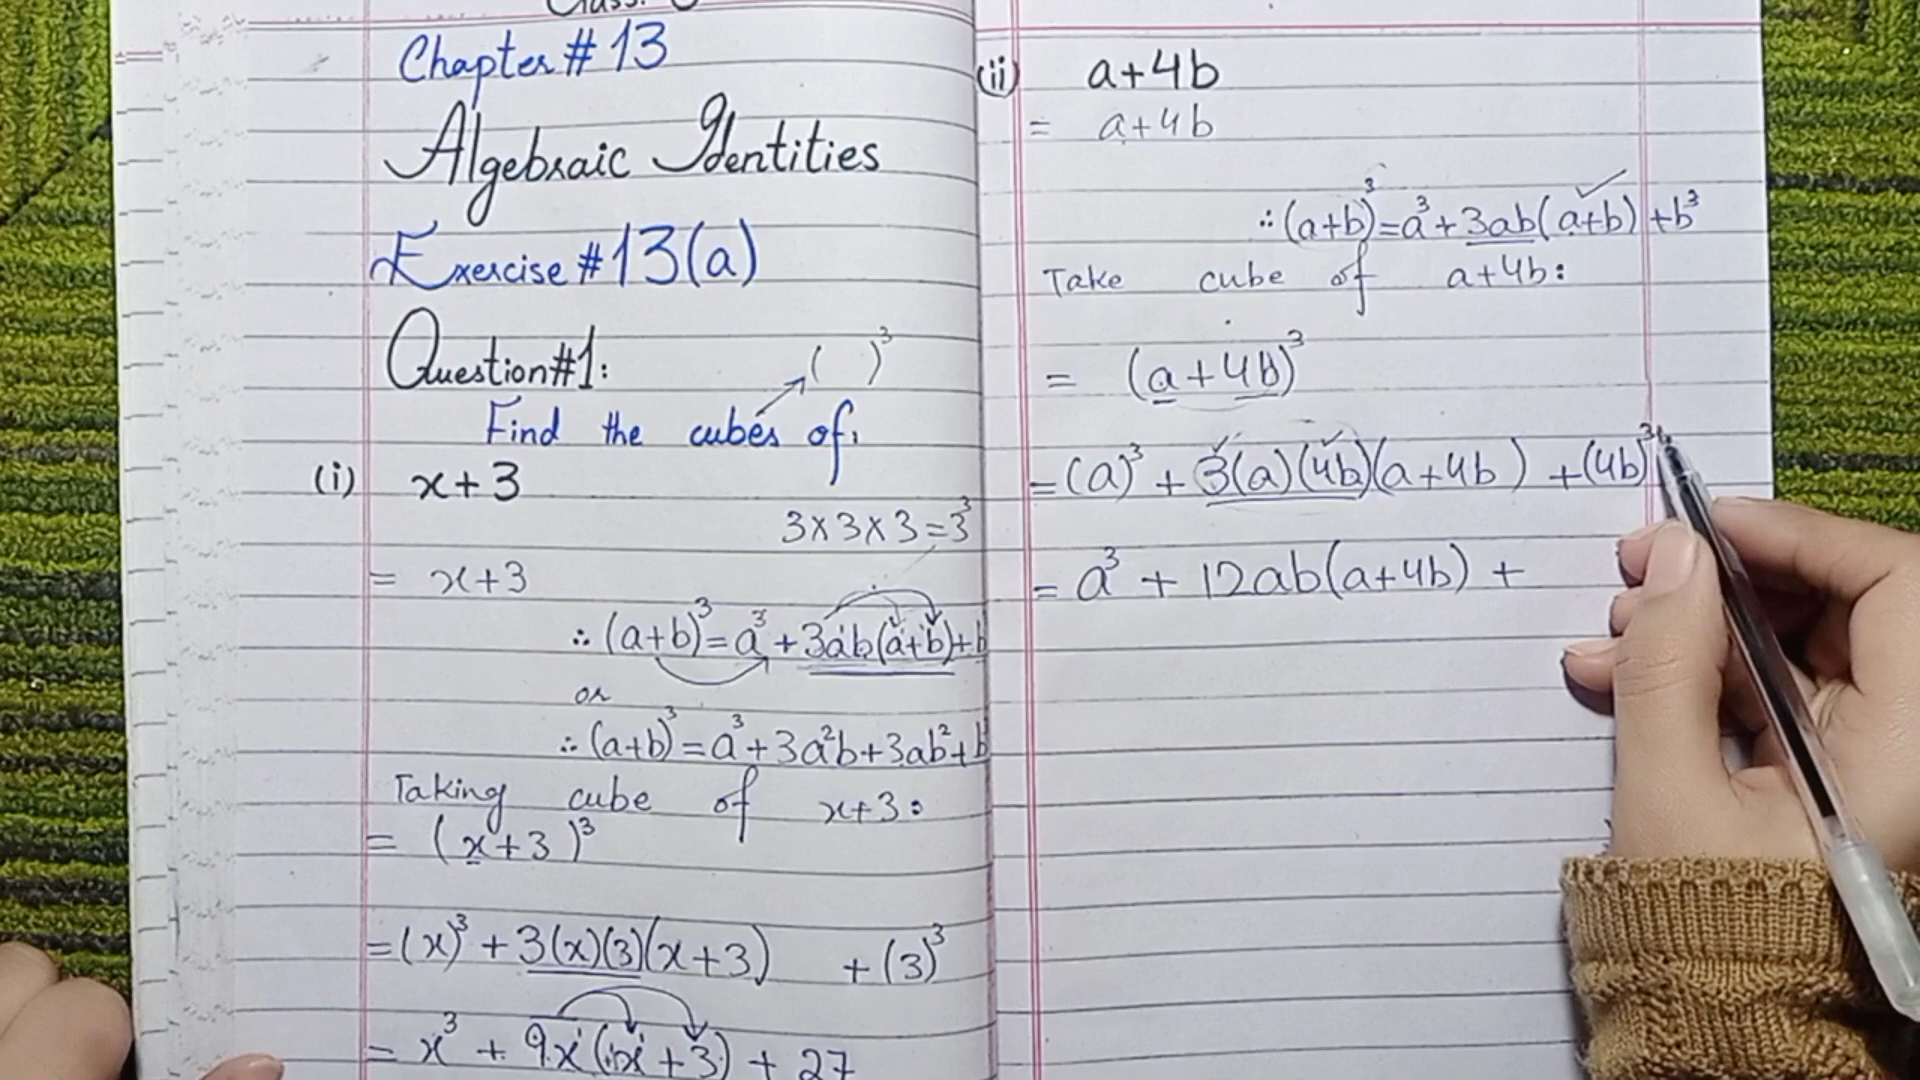 Chapter # 13
Algebraic Identities
Exercise # 13(a)
Question#1: ( )³
Find the cubes of:
(i) x+3
3×3×3=3³
= x+3
∴ (a+b)³=a³+3ab(a+b)+b
or
∴ (a+b)³=a³+3a²b+3ab²+b
Taking cube of x+3:
= (x+3)³
=(x)³+3(x)(3)(x+3) +(3)³
= x³ + 9x(x+3) + 27
(ii) a+4b
= a+4b
∴(a+b)³=a³+3ab(a+b)+b³
Take cube of a+4b:
= (a+4b)³
=(a)³+3(a)(4b)(a+4b) +(4b)³
= a³ + 12ab(a+4b) +